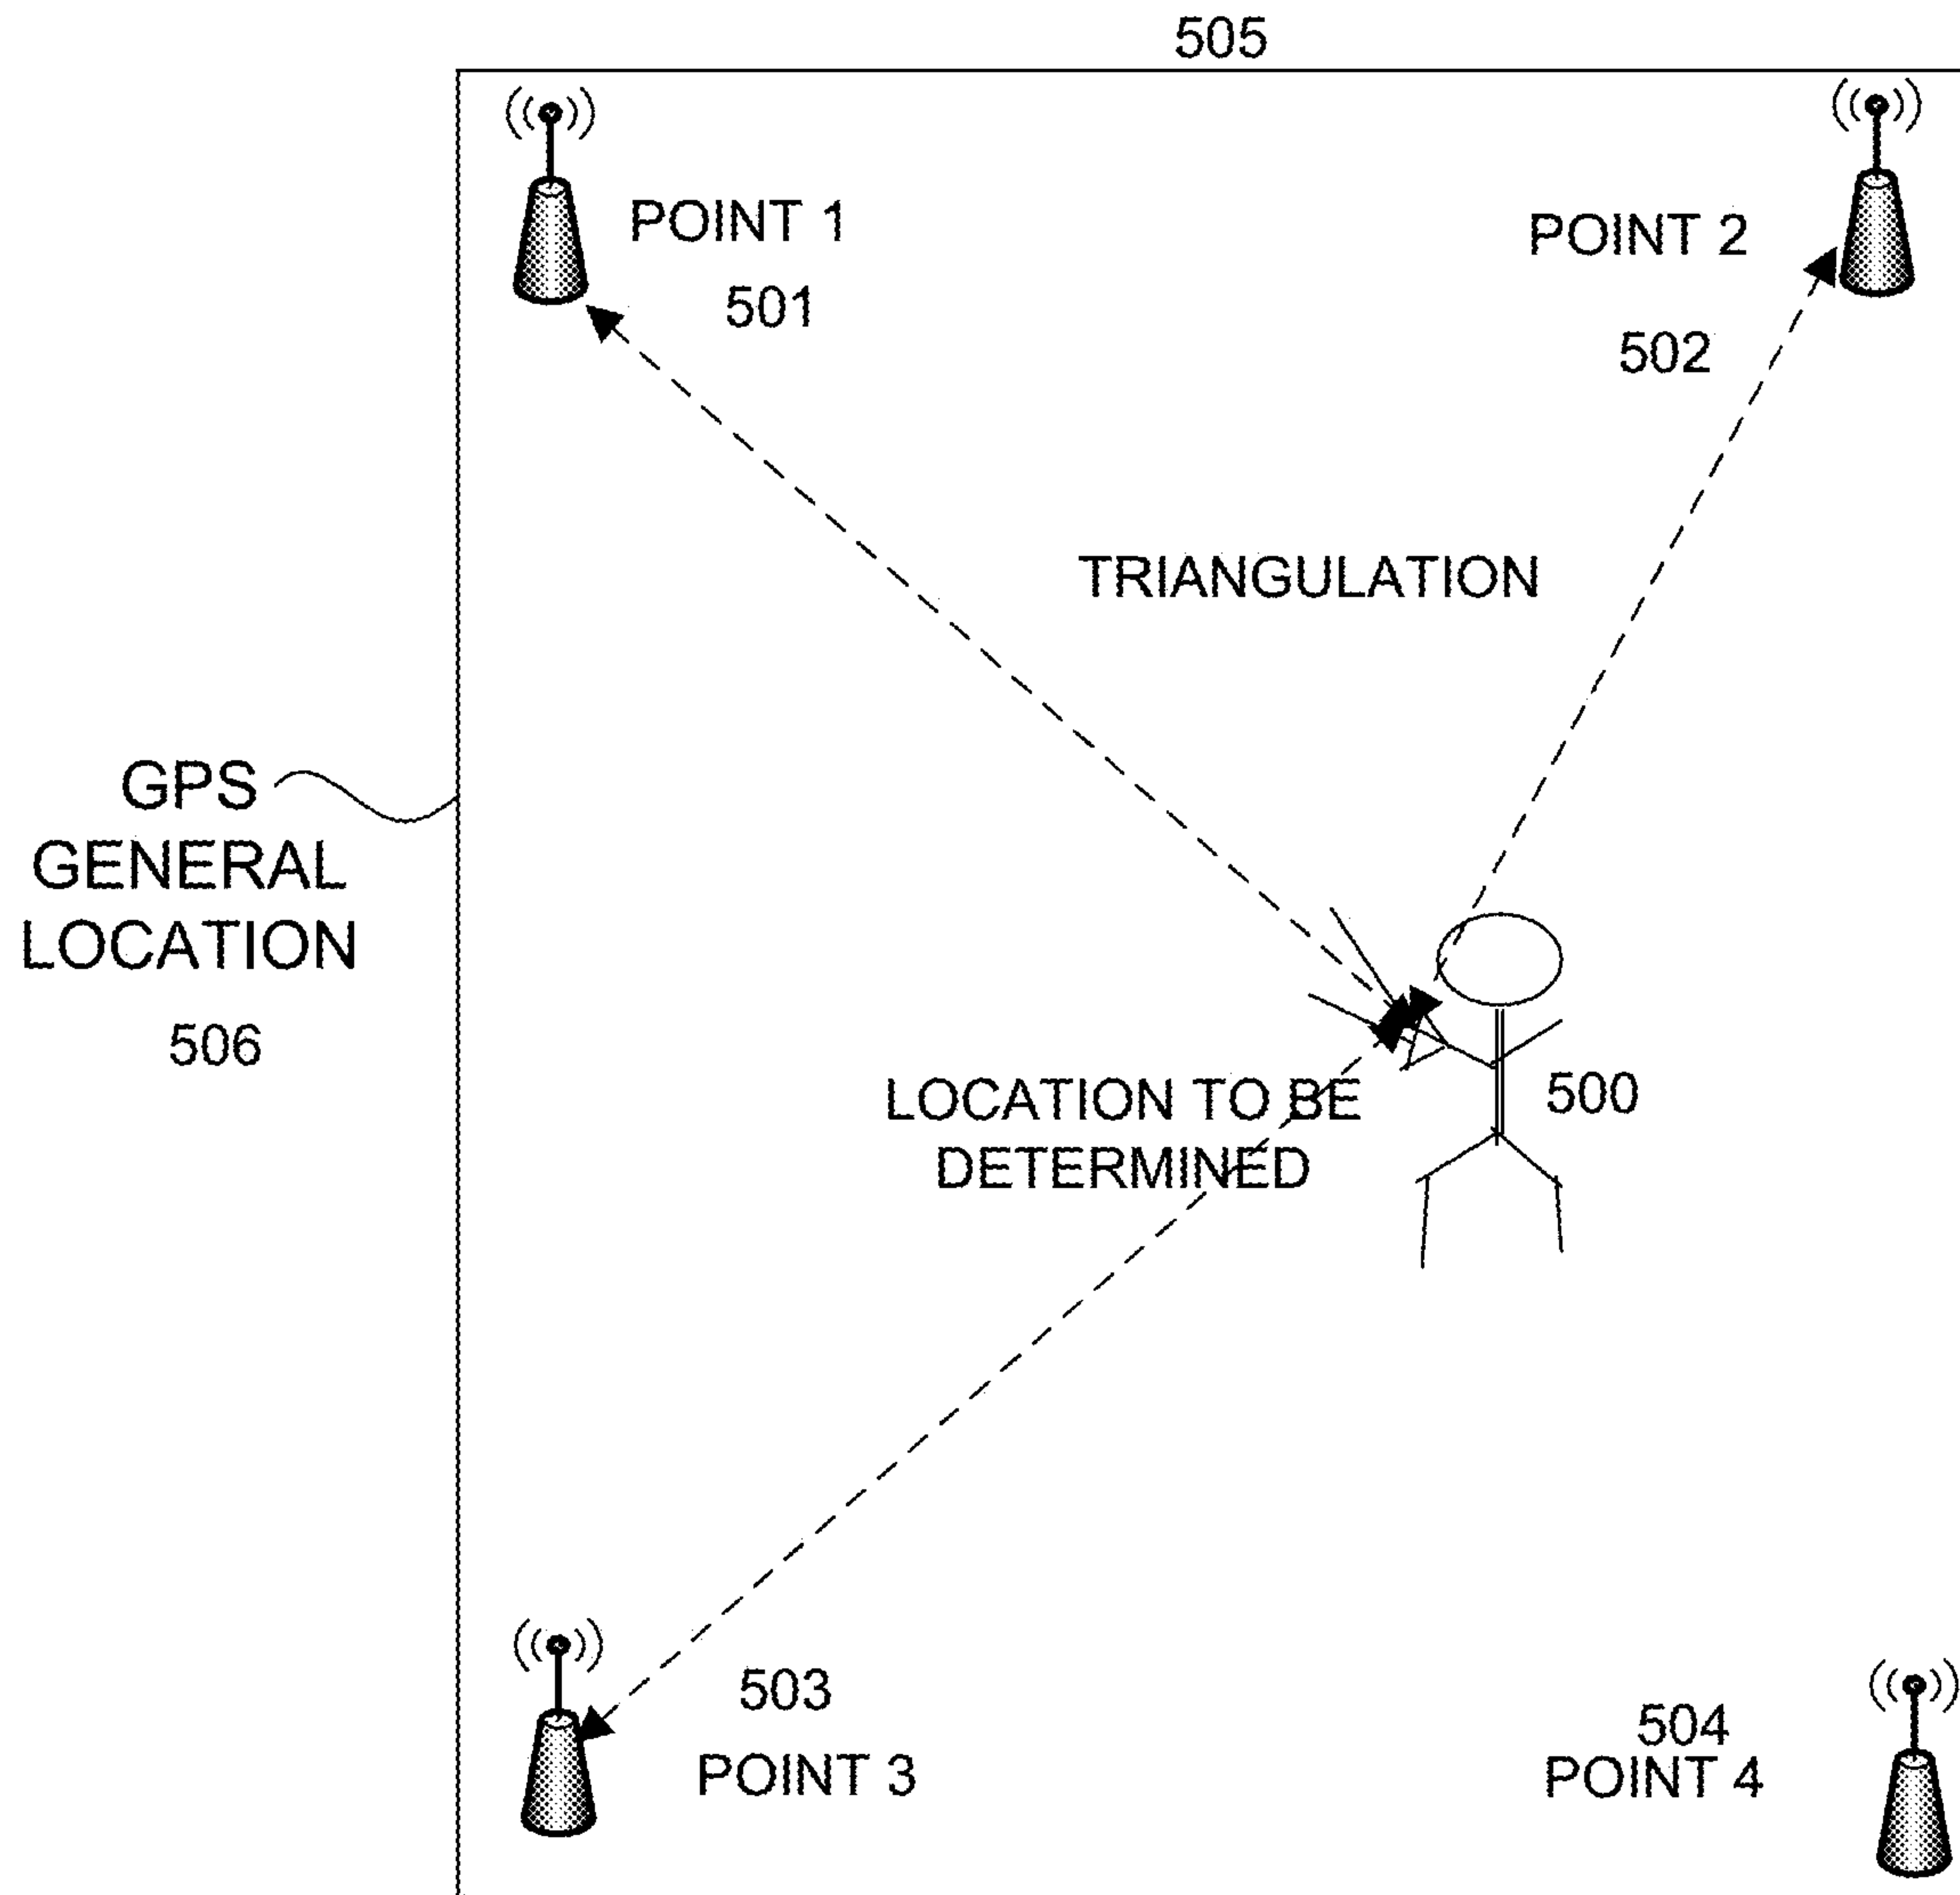 505
POINT 1
501
POINT 2
502
TRIANGULATION
GPS
GENERAL
LOCATION
506
LOCATION TO BE
DETERMINED
500
503
POINT 3
504
POINT 4